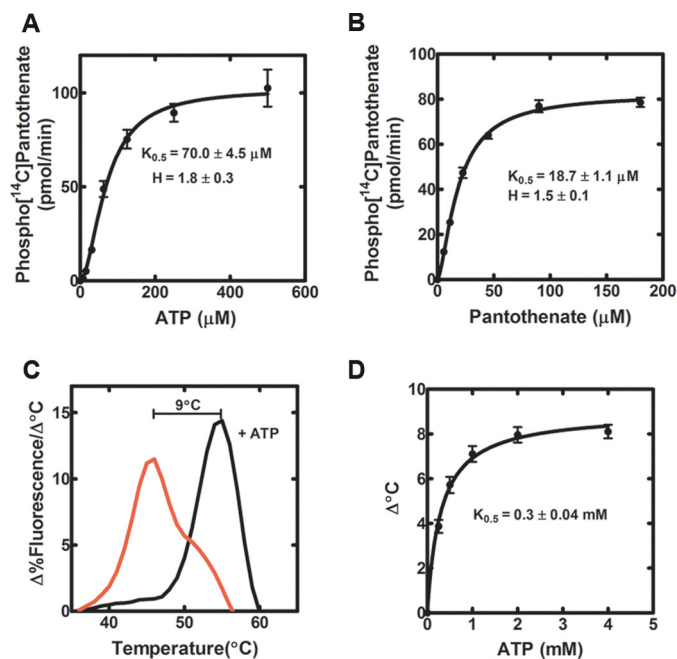 A
Phospho[14C]Pantothenate
(pmol/min)
100
50
0
K0.5 = 70.0 ± 4.5 µM
H = 1.8 ± 0.3
0 200 400 600
ATP (µM)
B
Phospho[14C]Pantothenate
(pmol/min)
100
80
60
40
20
0
K0.5 = 18.7 ± 1.1 µM
H = 1.5 ± 0.1
0 50 100 150 200
Pantothenate (µM)
C
Δ%Fluorescence/Δ°C
15
10
5
0
9°C
+ ATP
40 50 60
Temperature(°C)
D
Δ°C
8
6
4
2
0
K0.5 = 0.3 ± 0.04 mM
0 1 2 3 4 5
ATP (mM)